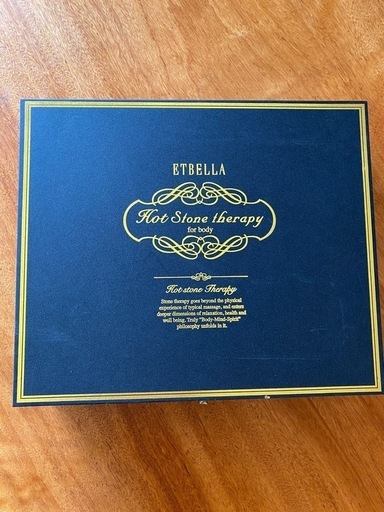 ETBELLA
Hot Stone therapy
for body
Hot stone Therapy
Stone therapy goes beyond the physical
experience of typical massage, and enters
deeper dimensions of relaxation, health and
well being. Truly "Body-Mind-Spirit"
philosophy unfolds in it.